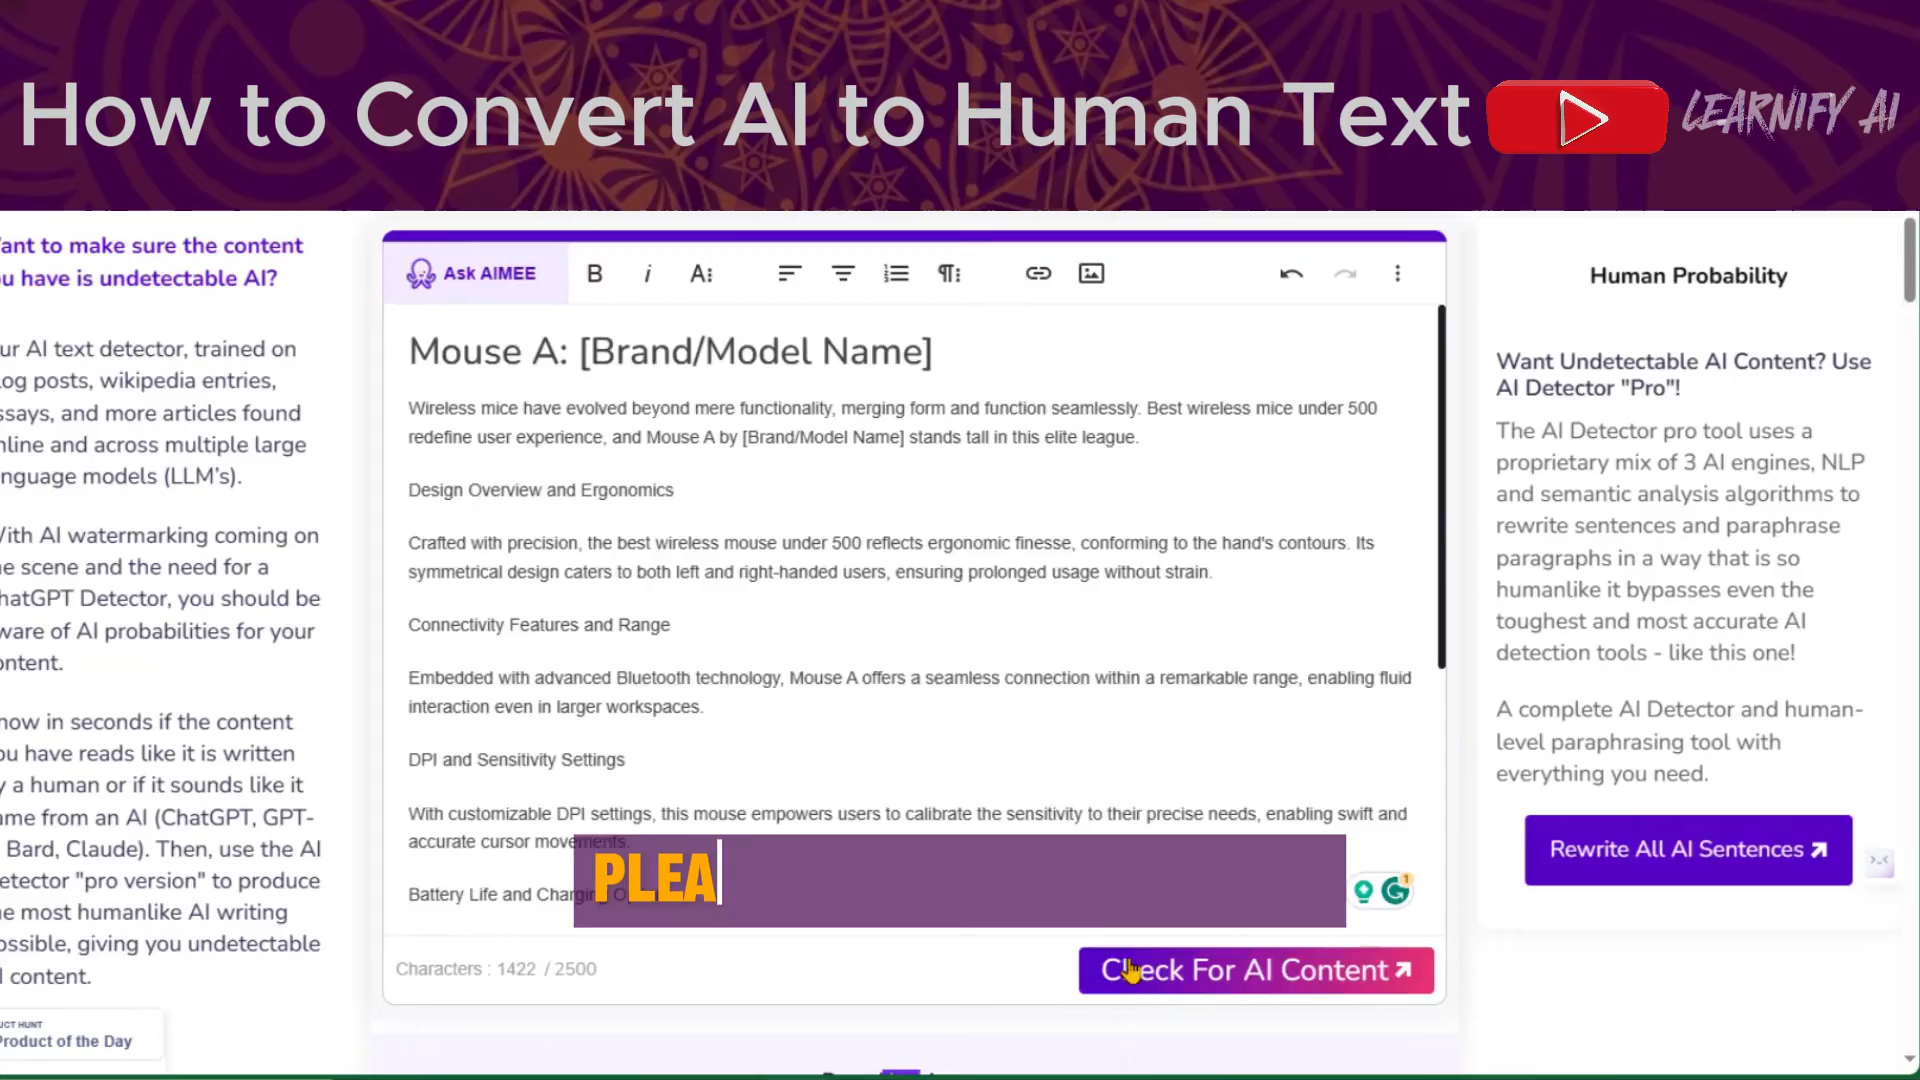 How to Convert AI to Human Text
LEARNIFY AI
ant to make sure the content
u have is undetectable AI?
ur AI text detector, trained on
og posts, wikipedia entries,
ssays, and more articles found
nline and across multiple large
nguage models (LLM's).
ith AI watermarking coming on
e scene and the need for a
hatGPT Detector, you should be
ware of AI probabilities for your
ontent.
now in seconds if the content
ou have reads like it is written
y a human or if it sounds like it
ame from an AI (ChatGPT, GPT-
Bard, Claude). Then, use the AI
etector "pro version" to produce
he most humanlike AI writing
ossible, giving you undetectable
I content.
UCT HUNT
Product of the Day
Ask AIMEE
Mouse A: [Brand/Model Name]
Wireless mice have evolved beyond mere functionality, merging form and function seamlessly. Best wireless mice under 500
redefine user experience, and Mouse A by [Brand/Model Name] stands tall in this elite league.
Design Overview and Ergonomics
Crafted with precision, the best wireless mouse under 500 reflects ergonomic finesse, conforming to the hand's contours. Its
symmetrical design caters to both left and right-handed users, ensuring prolonged usage without strain.
Connectivity Features and Range
Embedded with advanced Bluetooth technology, Mouse A offers a seamless connection within a remarkable range, enabling fluid
interaction even in larger workspaces.
DPI and Sensitivity Settings
With customizable DPI settings, this mouse empowers users to calibrate the sensitivity to their precise needs, enabling swift and
accurate cursor movements.
Battery Life and Charging
PLEA
1
Characters : 1422 / 2500
Check For AI Content
Human Probability
Want Undetectable AI Content? Use
AI Detector "Pro"!
The AI Detector pro tool uses a
proprietary mix of 3 AI engines, NLP
and semantic analysis algorithms to
rewrite sentences and paraphrase
paragraphs in a way that is so
humanlike it bypasses even the
toughest and most accurate AI
detection tools - like this one!
A complete AI Detector and human-
level paraphrasing tool with
everything you need.
Rewrite All AI Sentences